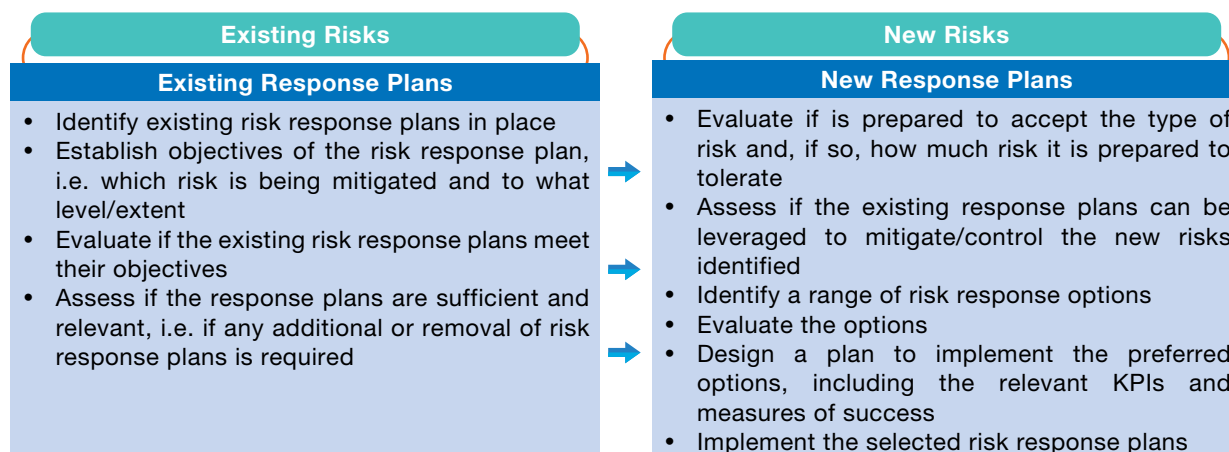 Existing Risks
Existing Response Plans
• Identify existing risk response plans in place
• Establish objectives of the risk response plan,
i.e. which risk is being mitigated and to what
level/extent
• Evaluate if the existing risk response plans meet
their objectives
• Assess if the response plans are sufficient and
relevant, i.e. if any additional or removal of risk
response plans is required
New Risks
New Response Plans
• Evaluate if is prepared to accept the type of
risk and, if so, how much risk it is prepared to
tolerate
• Assess if the existing response plans can be
leveraged to mitigate/control the new risks
identified
• Identify a range of risk response options
• Evaluate the options
• Design a plan to implement the preferred
options, including the relevant KPIs and
measures of success
• Implement the selected risk response plans